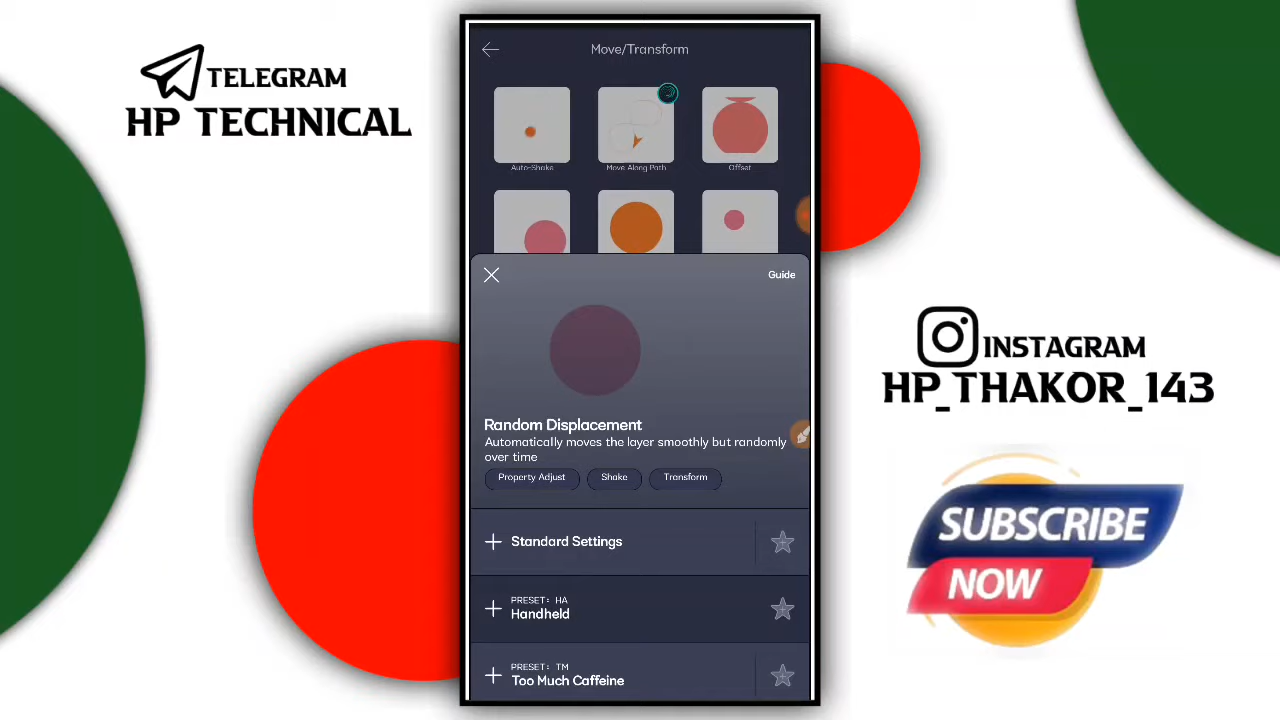 TELEGRAM
HP TECHNICAL
Move/Transform
Auto-Shake
Move Along Path
Offset
Guide
Random Displacement
Automatically moves the layer smoothly but randomly
over time
Property Adjust
Shake
Transform
Standard Settings
PRESET: HA
Handheld
PRESET: TM
Too Much Caffeine
INSTAGRAM
HP_THAKOR_143
SUBSCRIBE
NOW